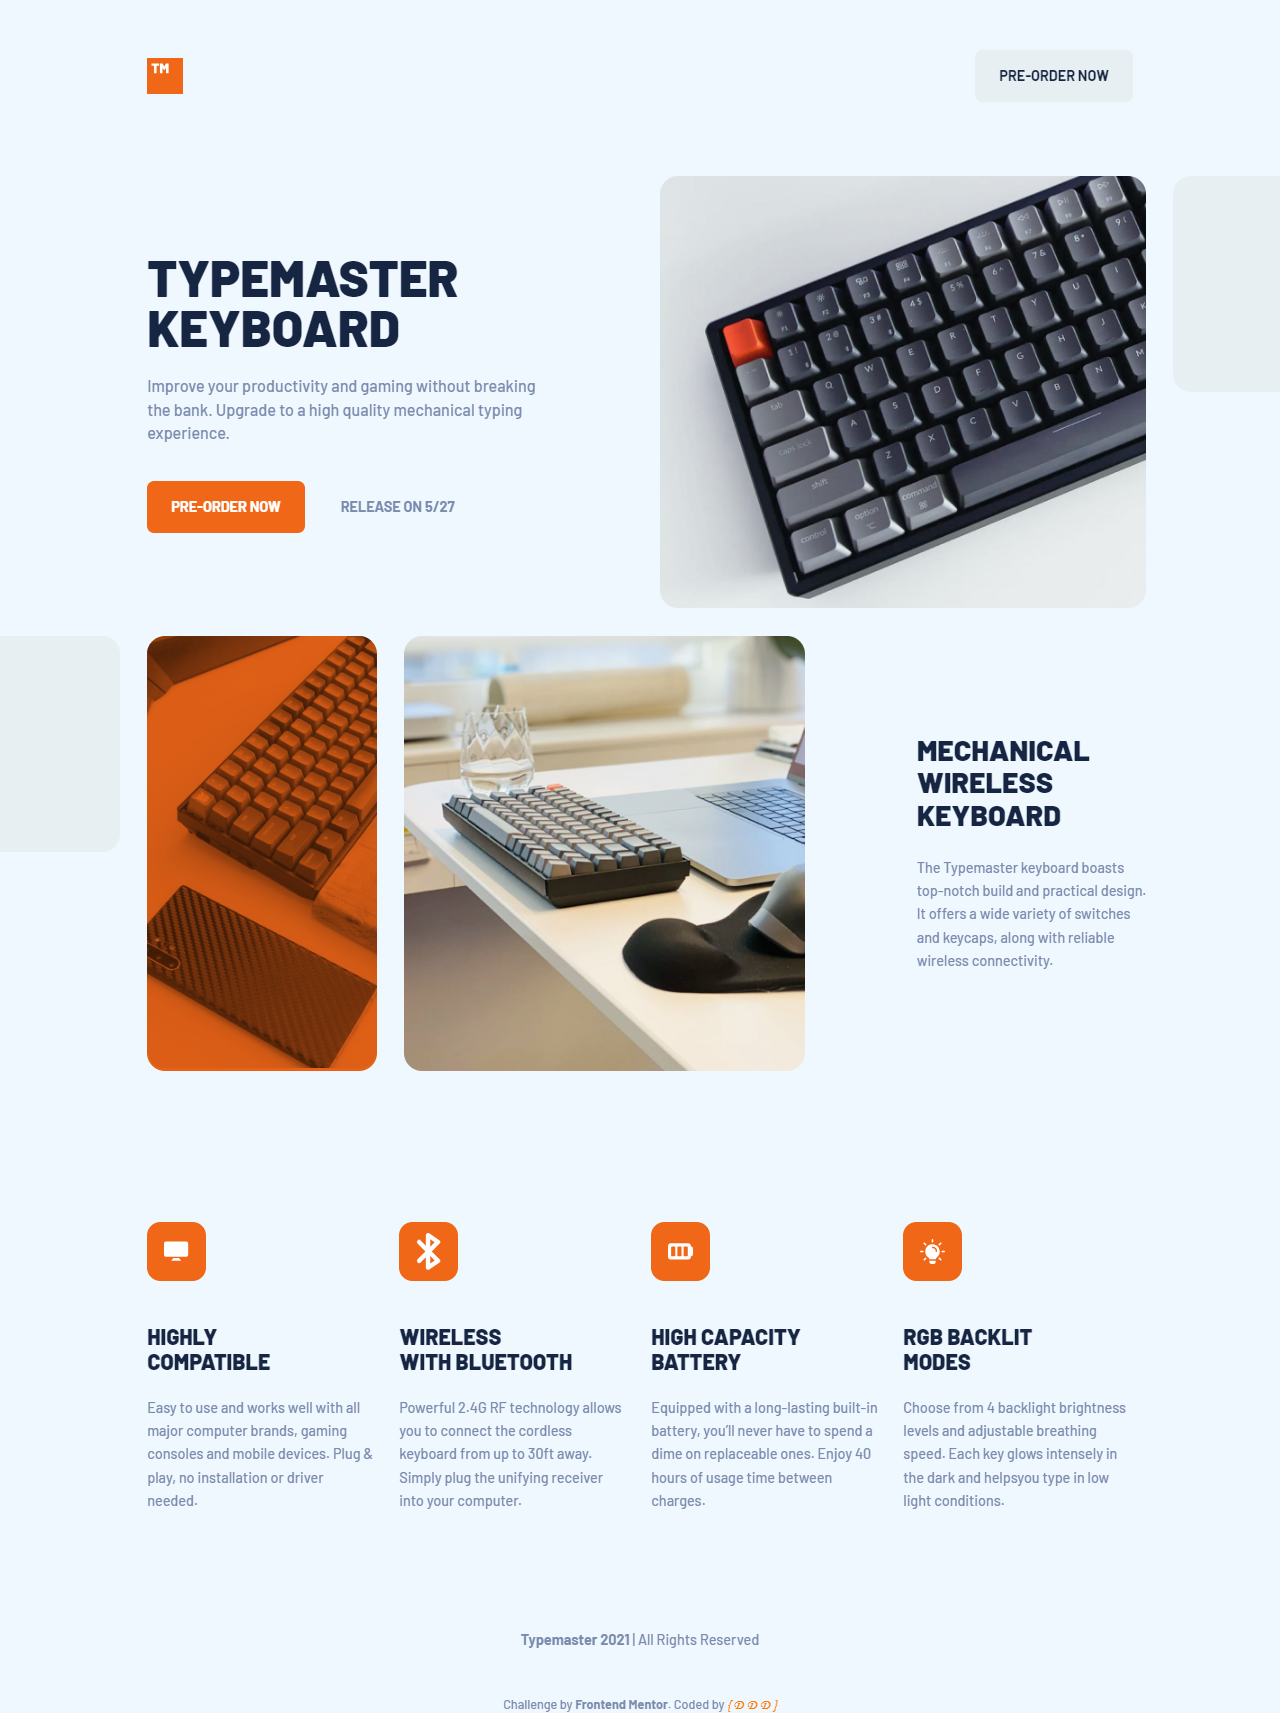 TM
PRE-ORDER NOW
TYPEMASTER
KEYBOARD
Improve your productivity and gaming without breaking
the bank. Upgrade to a high quality mechanical typing
experience.
PRE-ORDER NOW
RELEASE ON 5/27
tab
caps lock
shift
control
option
command
MECHANICAL
WIRELESS
KEYBOARD
The Typemaster keyboard boasts
top-notch build and practical design.
It offers a wide variety of switches
and keycaps, along with reliable
wireless connectivity.
HIGHLY
COMPATIBLE
Easy to use and works well with all
major computer brands, gaming
consoles and mobile devices. Plug &
play, no installation or driver
needed.
WIRELESS
WITH BLUETOOTH
Powerful 2.4G RF technology allows
you to connect the cordless
keyboard from up to 30ft away.
Simply plug the unifying receiver
into your computer.
HIGH CAPACITY
BATTERY
Equipped with a long-lasting built-in
battery, you’ll never have to spend a
dime on replaceable ones. Enjoy 40
hours of usage time between
charges.
RGB BACKLIT
MODES
Choose from 4 backlight brightness
levels and adjustable breathing
speed. Each key glows intensely in
the dark and helpsyou type in low
light conditions.
Typemaster 2021 | All Rights Reserved
Challenge by Frontend Mentor. Coded by {𝒟𝒟𝒟}